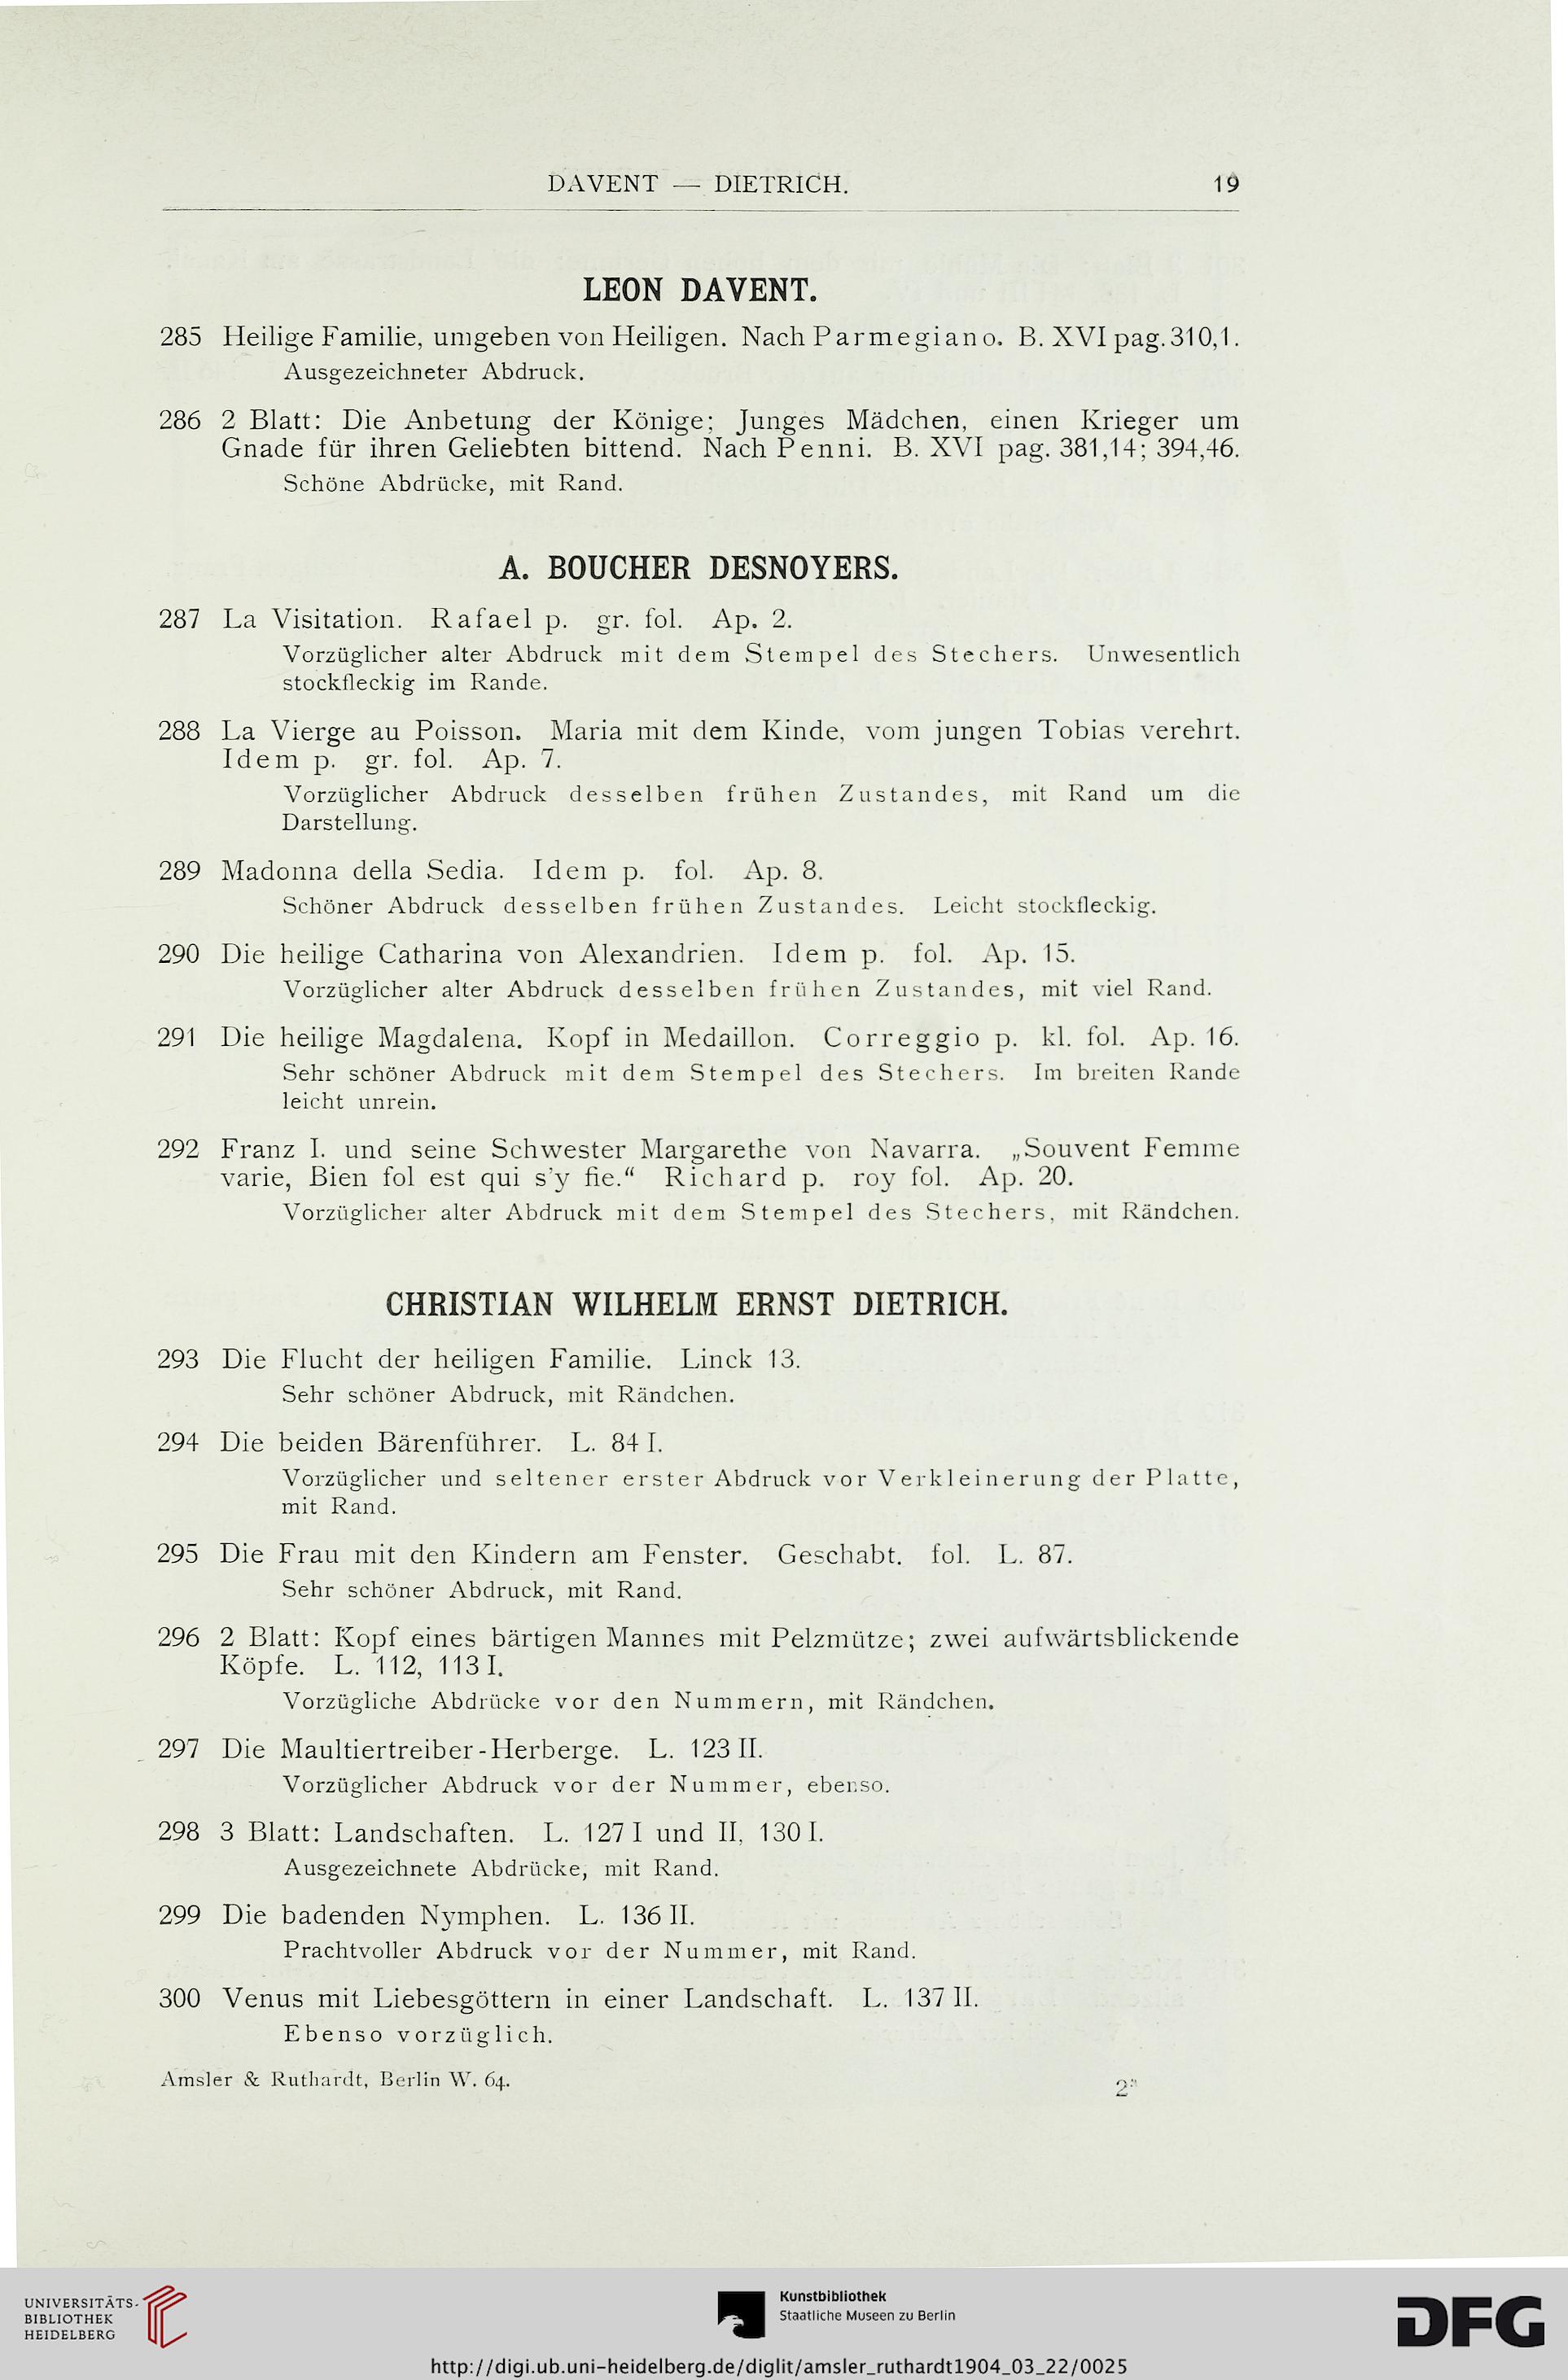 DAVENT — DIETRICH. 19
LEON DAVENT.
285 Heilige Familie, umgeben von Heiligen. Nach Parmegiano. B. XVI pag. 310,1.
Ausgezeichneter Abdruck.
286 2 Blatt: Die Anbetung der Könige; Junges Mädchen, einen Krieger um
Gnade für ihren Geliebten bittend. Nach Penni. B. XVI pag. 381,14; 394,46.
Schöne Abdrücke, mit Rand.
A. BOUCHER DESNOYERS.
287 La Visitation. Rafael p. gr. fol. Ap. 2.
Vorzüglicher alter Abdruck mit dem Stempel des Stechers. Unwesentlich
stockfleckig im Rande.
288 La Vierge au Poisson. Maria mit dem Kinde, vom jungen Tobias verehrt.
Idem p. gr. fol. Ap. 7.
Vorzüglicher Abdruck desselben frühen Zustandes, mit Rand um die
Darstellung.
289 Madonna della Sedia. Idem p. fol. Ap. 8.
Schöner Abdruck desselben frühen Zustandes. Leicht stockfleckig.
290 Die heilige Catharina von Alexandrien. Idem p. fol. Ap. 15.
Vorzüglicher alter Abdruck desselben frühen Zustandes, mit viel Rand.
291 Die heilige Magdalena. Kopf in Medaillon. Correggio p. kl. fol. Ap. 16.
Sehr schöner Abdruck mit dem Stempel des Stechers. Im breiten Rande
leicht unrein.
292 Franz I. und seine Schwester Margarethe von Navarra. „Souvent Femme
varie, Bien fol est qui s'y fie.“ Richard p. roy fol. Ap. 20.
Vorzüglicher alter Abdruck mit dem Stempel des Stechers, mit Rändchen.
CHRISTIAN WILHELM ERNST DIETRICH.
293 Die Flucht der heiligen Familie. Linck 13.
Sehr schöner Abdruck, mit Rändchen.
294 Die beiden Bärenführer. L. 84 I.
Vorzüglicher und seltener erster Abdruck vor Verkleinerung der Platte,
mit Rand.
295 Die Frau mit den Kindern am Fenster. Geschabt. fol. L. 87.
Sehr schöner Abdruck, mit Rand.
296 2 Blatt: Kopf eines bärtigen Mannes mit Pelzmütze; zwei aufwärtsblickende
Köpfe. L. 112, 113 I.
Vorzügliche Abdrücke vor den Nummern, mit Rändchen.
297 Die Maultiertreiber-Herberge. L. 123 II.
Vorzüglicher Abdruck vor der Nummer, ebenso.
298 3 Blatt: Landschaften. L. 127 I und II, 130 I.
Ausgezeichnete Abdrücke, mit Rand.
299 Die badenden Nymphen. L. 136 II.
Prachtvoller Abdruck vor der Nummer, mit Rand.
300 Venus mit Liebesgöttern in einer Landschaft. L. 137 II.
Ebenso vorzüglich.
Amsler & Ruthardt, Berlin W. 64. 2*
UNIVERSITÄTS-
BIBLIOTHEK
HEIDELBERG
Kunstbibliothek
Staatliche Museen zu Berlin
DFG
http://digi.ub.uni-heidelberg.de/diglit/amsler_ruthardt1904_03_22/0025